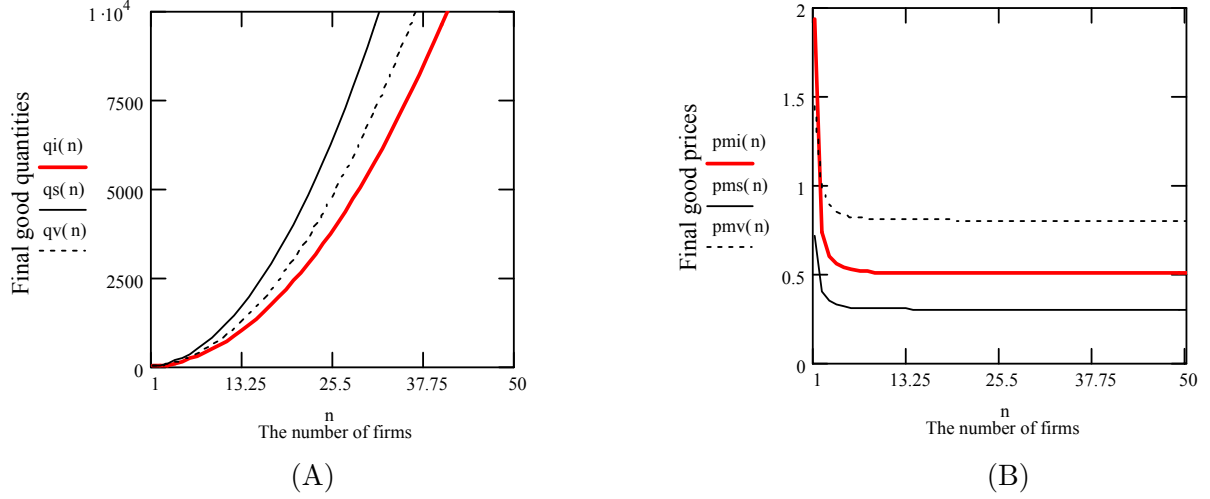 1·10⁴
7500
5000
2500
0
Final good quantities
qi( n)
qs( n)
qv( n)
1
13.25
25.5
37.75
50
n
The number of firms
(A)
2
1.5
1
0.5
0
Final good prices
pmi( n)
pms( n)
pmv( n)
1
13.25
25.5
37.75
50
n
The number of firms
(B)